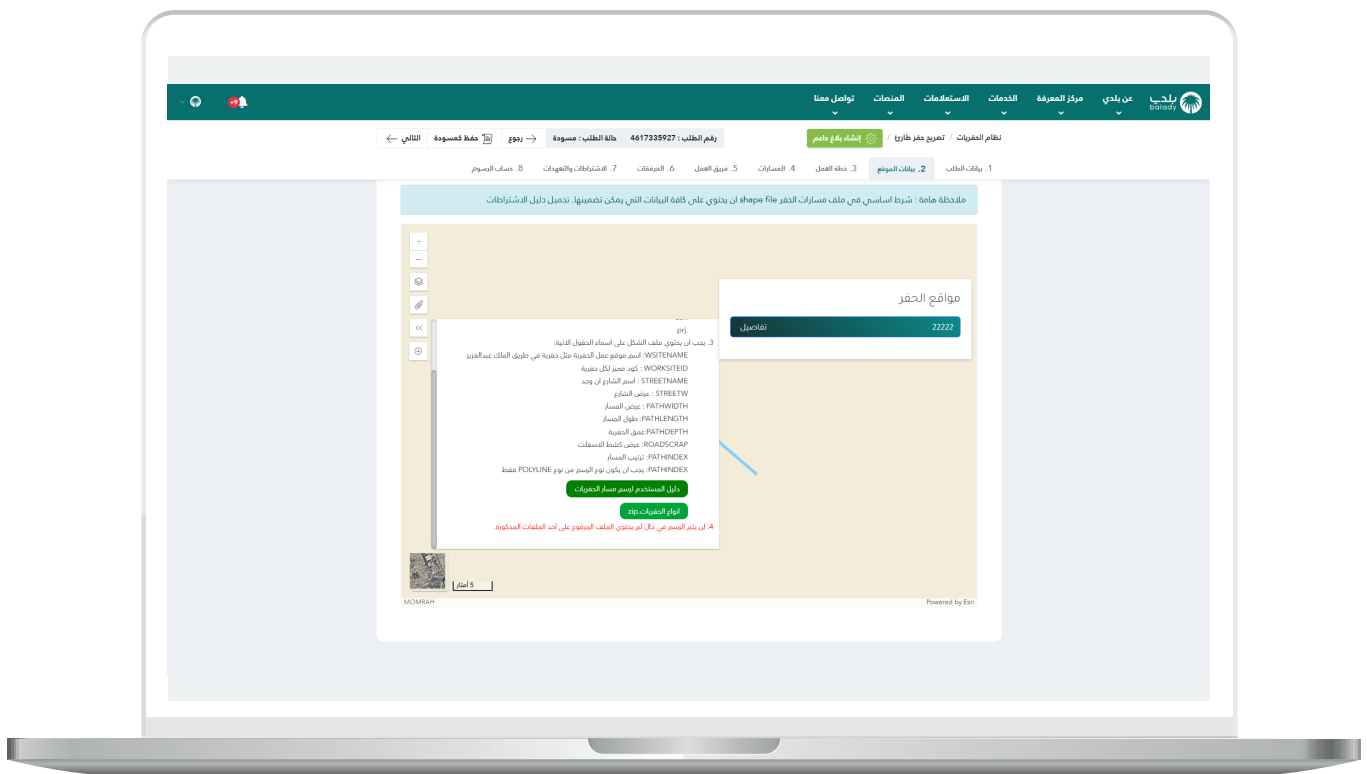 بلدي
balady
عن بلدي
مركز المعرفة
الخدمات
الاستعلامات
المنصات
تواصل معنا
+9
نظام الحفريات / تصريح حفر طارئ /
إنشاء بلاغ داعم
رقم الطلب : 4617335927
حالة الطلب : مسودة
رجوع
حفظ كمسودة
التالي
1. بيانات الطلب
2. بيانات الموقع
3. خطة العمل
4. المسارات
5. فريق العمل
6. المرفقات
7. الاشتراطات والتعهدات
8. حساب الرسوم
ملاحظة هامة : شرط اساسي في ملف مسارات الحفر shape file ان يحتوي على كافة البيانات التي يمكن تضمينها. تحميل دليل الاشتراطات
مواقع الحفر
22222
تفاصيل
.prj
3. يجب ان يحتوي ملف الشكل على اسماء الحقول الاتية:
WSITENAME: اسم موقع عمل الحفرية مثل حفرية في طريق الملك عبدالعزيز
WORKSITEID : كود مميز لكل حفرية
STREETNAME : اسم الشارع ان وجد
STREETW : عرض الشارع
PATHWIDTH : عرض المسار
PATHLENGTH: طول المسار
PATHDEPTH:عمق الحفرية
ROADSCRAP: عرض كشط الاسفلت
PATHINDEX: ترتيب المسار
PATHINDEX: يجب ان يكون نوع الرسم من نوع POLYLINE فقط
دليل المستخدم لرسم مسار الحفريات
انواع الحفريات.zip
4. لن يتم الرسم في حال لم يحتوي الملف المرفوع على احد الملفات المذكورة.
5 أمتار
MOMRAH
Powered by Esri